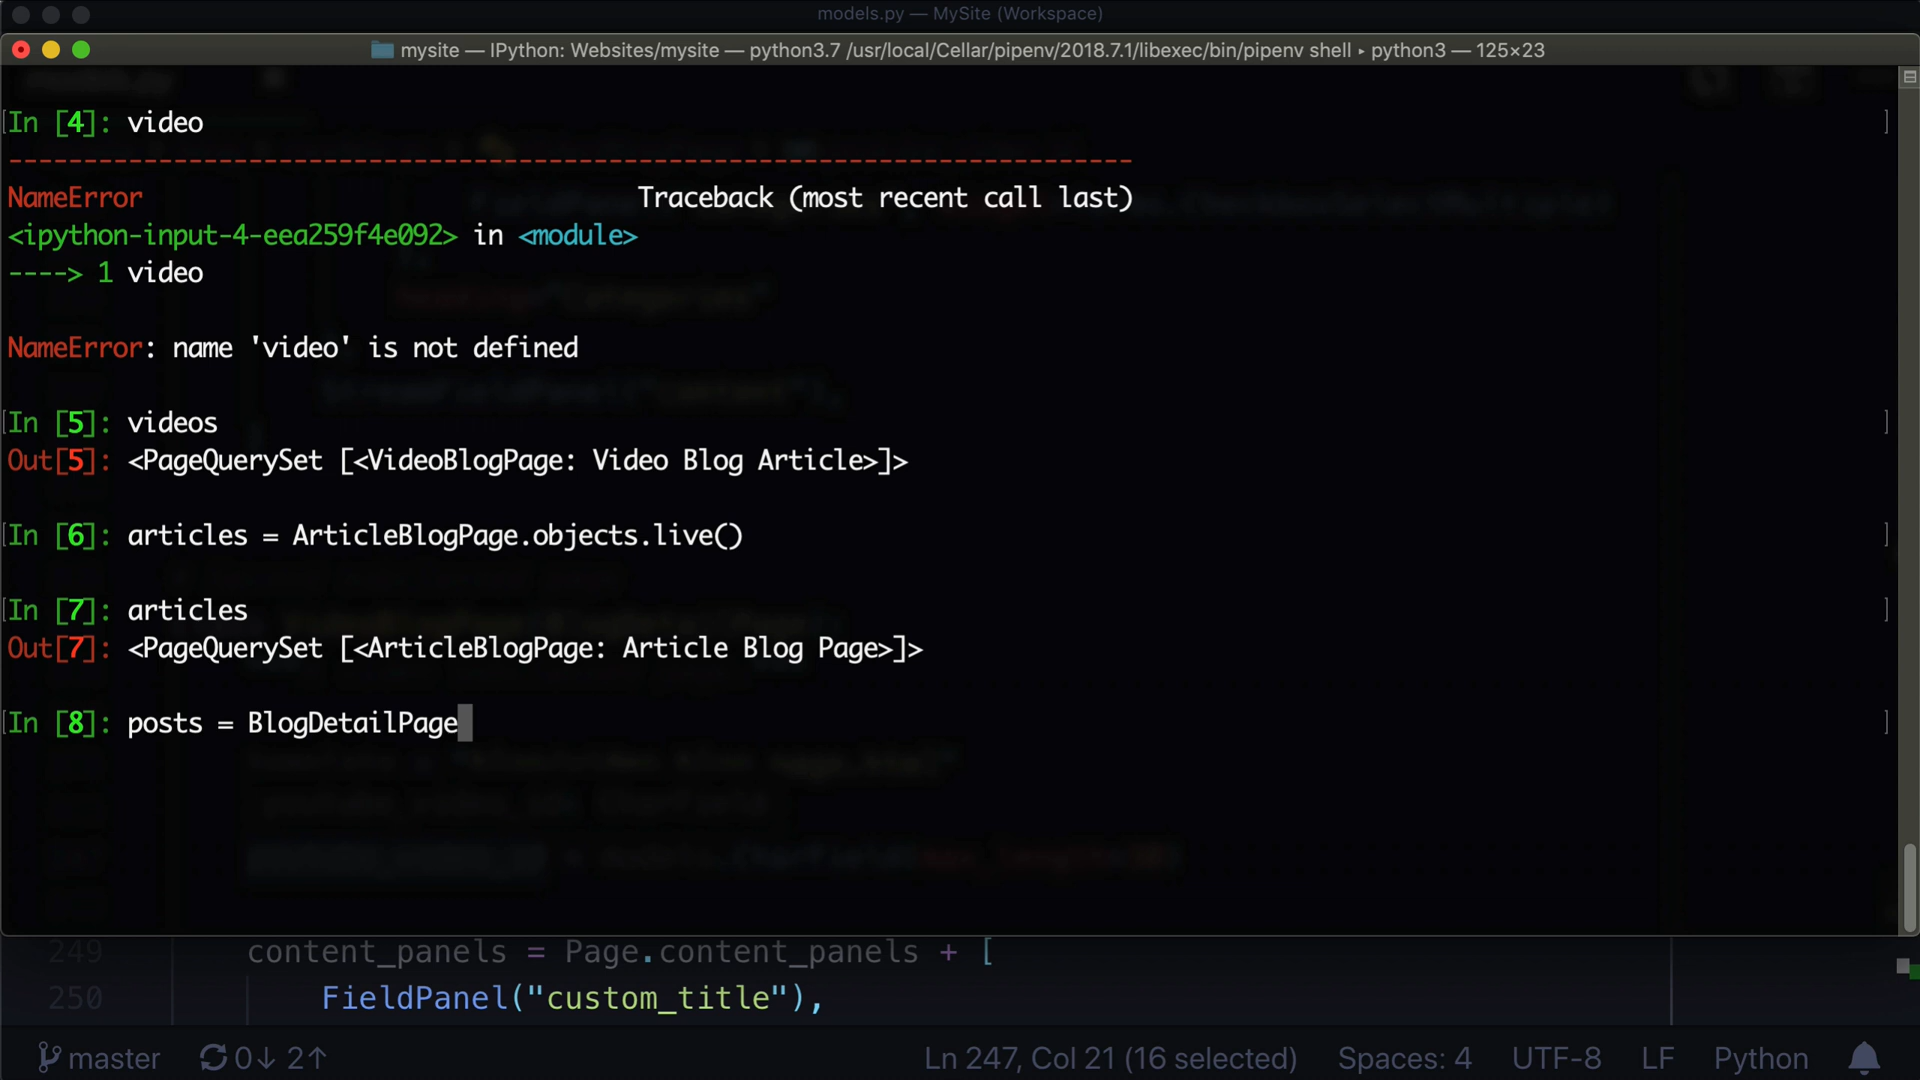 models.py — MySite (Workspace)
mysite — IPython: Websites/mysite — python3.7 /usr/local/Cellar/pipenv/2018.7.1/libexec/bin/pipenv shell ▸ python3 — 125×23
[In [4]: video ]
---------------------------------------------------------------------------
NameError Traceback (most recent call last)
<ipython-input-4-eea259f4e092> in <module>
----> 1 video
NameError: name 'video' is not defined
[In [5]: videos ]
Out[5]: <PageQuerySet [<VideoBlogPage: Video Blog Article>]>
[In [6]: articles = ArticleBlogPage.objects.live() ]
[In [7]: articles ]
Out[7]: <PageQuerySet [<ArticleBlogPage: Article Blog Page>]>
[In [8]: posts = BlogDetailPage ]
249 content_panels = Page.content_panels + [
250 FieldPanel("custom_title"),
master 0↓ 2↑ Ln 247, Col 21 (16 selected) Spaces: 4 UTF-8 LF Python